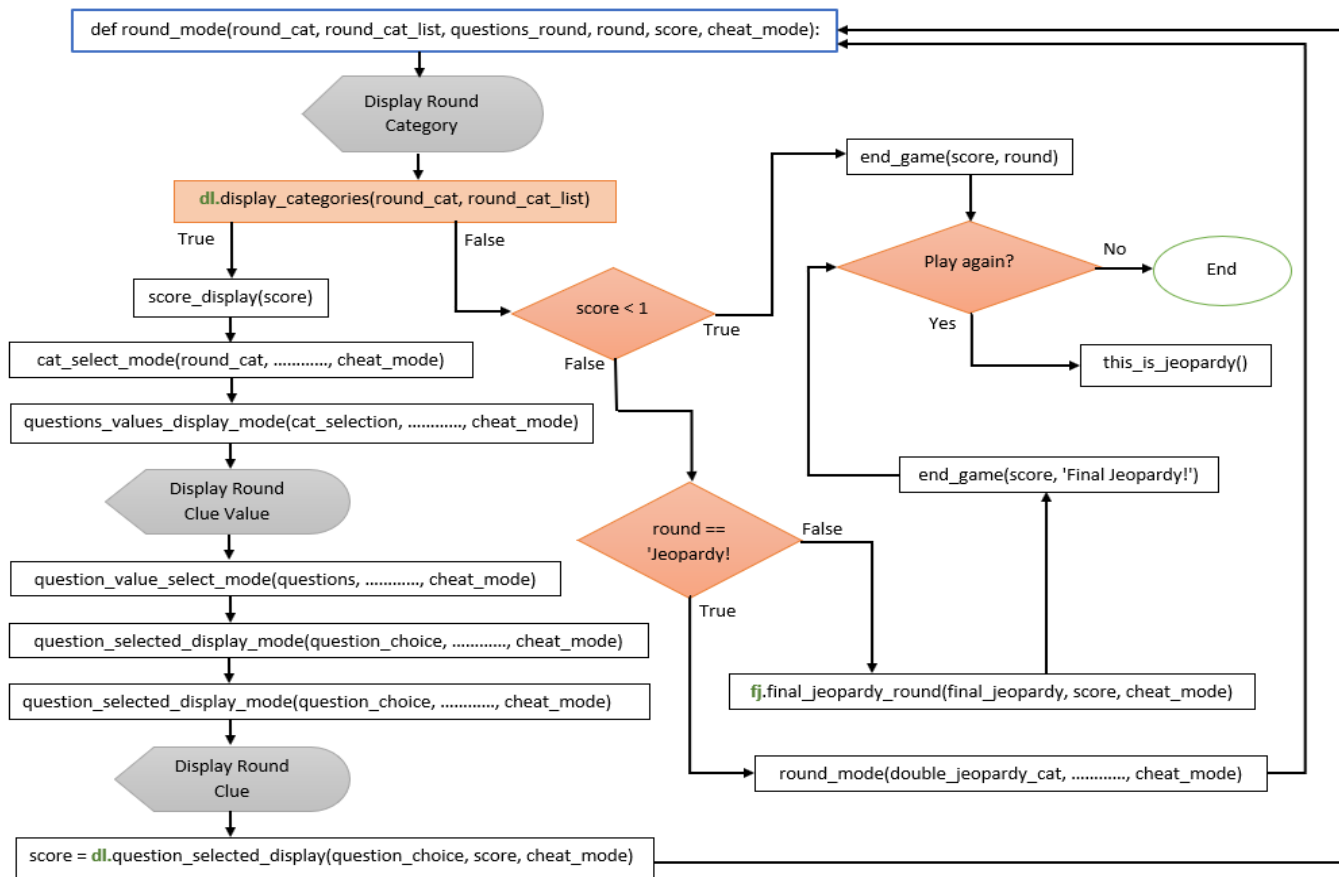 def round_mode(round_cat, round_cat_list, questions_round, round, score, cheat_mode):
Display Round
Category
dl.display_categories(round_cat, round_cat_list)
True
False
score_display(score)
cat_select_mode(round_cat, ............, cheat_mode)
questions_values_display_mode(cat_selection, ............, cheat_mode)
Display Round
Clue Value
question_value_select_mode(questions, ............, cheat_mode)
question_selected_display_mode(question_choice, ............, cheat_mode)
question_selected_display_mode(question_choice, ............, cheat_mode)
Display Round
Clue
score = dl.question_selected_display(question_choice, score, cheat_mode)
score < 1
True
False
end_game(score, round)
Play again?
No
End
Yes
this_is_jeopardy()
end_game(score, 'Final Jeopardy!')
round ==
'Jeopardy!
False
True
fj.final_jeopardy_round(final_jeopardy, score, cheat_mode)
round_mode(double_jeopardy_cat, ............, cheat_mode)